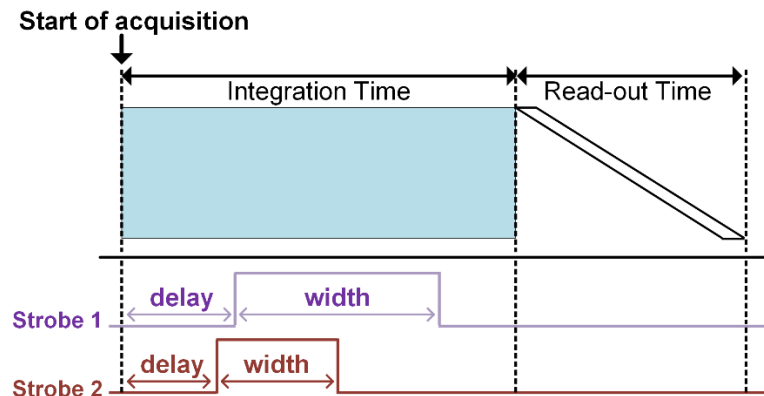 Start of acquisition
Integration Time
Read-out Time
delay
width
Strobe 1
delay
width
Strobe 2